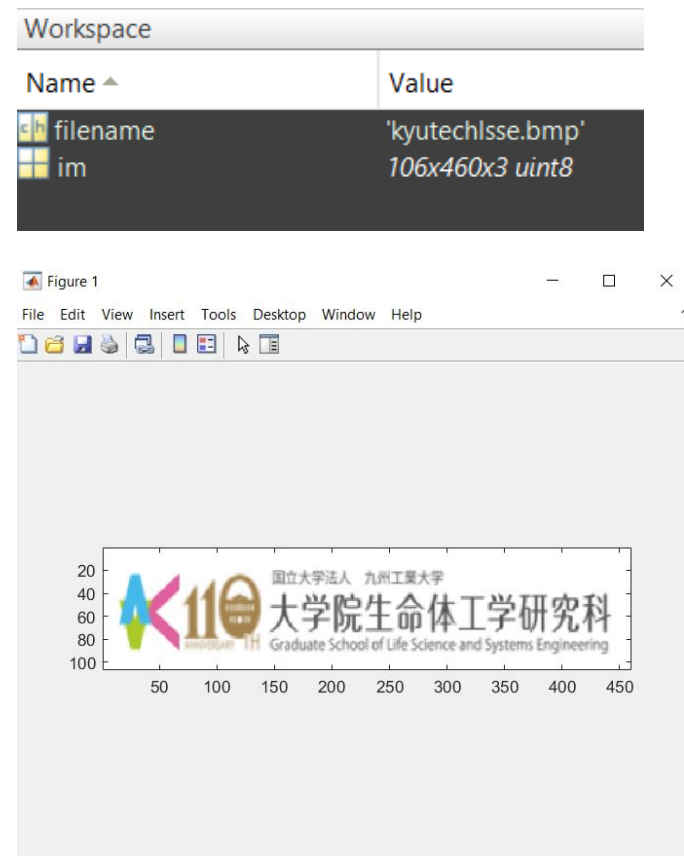 Workspace
Name Value
filename 'kyutechlsse.bmp'
im 106x460x3 uint8
Figure 1
File Edit View Insert Tools Desktop Window Help
20
40
60
80
100
K110
ANNIVERSARY TH
国立大学法人 九州工業大学
大学院生命体工学研究科
Graduate School of Life Science and Systems Engineering
50 100 150 200 250 300 350 400 450